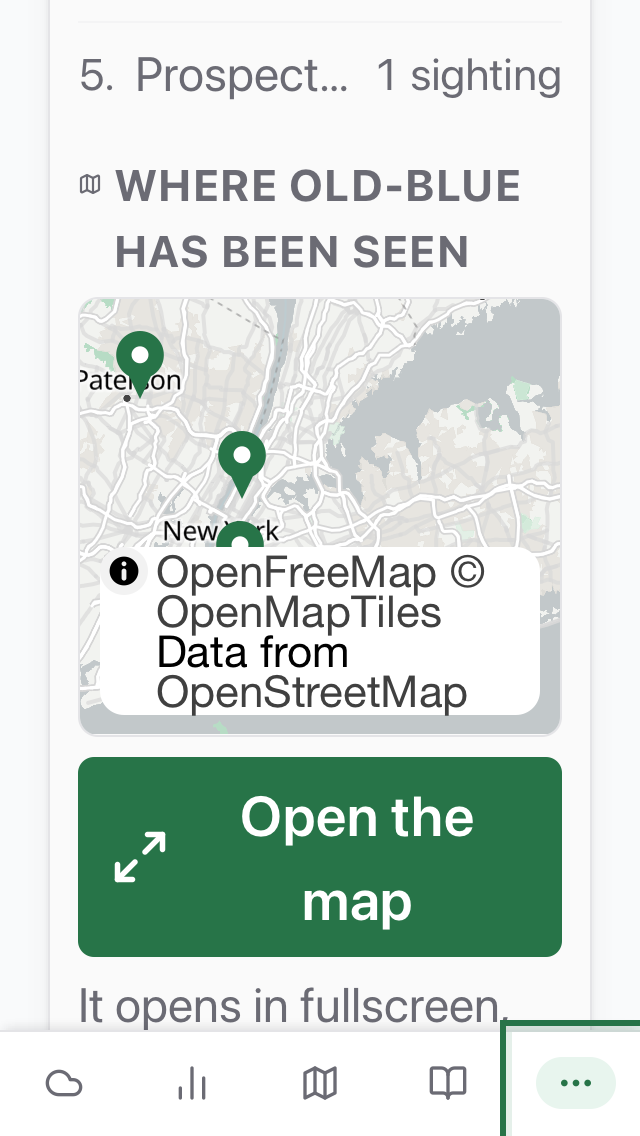 5. Prospect... 1 sighting
WHERE OLD-BLUE
HAS BEEN SEEN
Paterson
New York
OpenFreeMap ©
OpenMapTiles
Data from
OpenStreetMap
Open the
map
It opens in fullscreen,